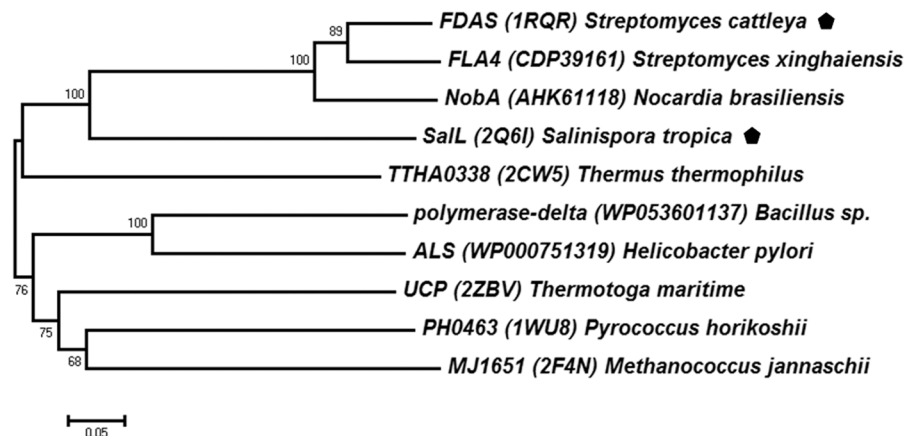 FDAS (1RQR) Streptomyces cattleya
89
FLA4 (CDP39161) Streptomyces xinghaiensis
100
NobA (AHK61118) Nocardia brasiliensis
100
SalL (2Q6I) Salinispora tropica
TTHA0338 (2CW5) Thermus thermophilus
polymerase-delta (WP053601137) Bacillus sp.
100
ALS (WP000751319) Helicobacter pylori
76
UCP (2ZBV) Thermotoga maritime
75
PH0463 (1WU8) Pyrococcus horikoshii
68
MJ1651 (2F4N) Methanococcus jannaschii
0.05